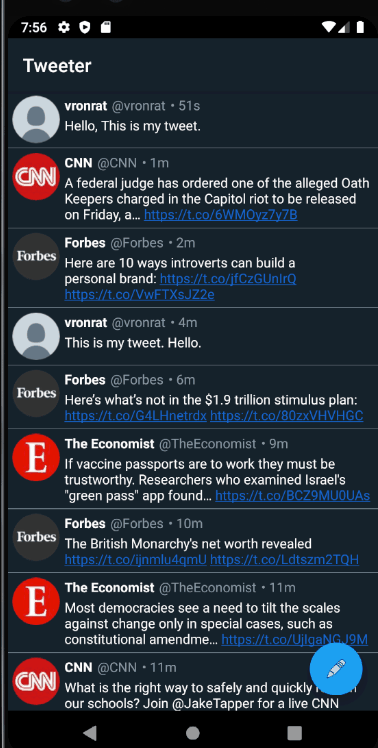 7:56
Tweeter
vronrat @vronrat • 51s
Hello, This is my tweet.
CNN
CNN @CNN • 1m
A federal judge has ordered one of the alleged Oath
Keepers charged in the Capitol riot to be released
on Friday, a… https://t.co/6WMOyz7y7B
Forbes
Forbes @Forbes • 2m
Here are 10 ways introverts can build a
personal brand: https://t.co/jfCzGUnIrQ
https://t.co/VwFTXsJZ2e
vronrat @vronrat • 4m
This is my tweet. Hello.
Forbes
Forbes @Forbes • 6m
Here's what's not in the $1.9 trillion stimulus plan:
https://t.co/G4LHnetrdx https://t.co/80zxVHVHGC
E
The Economist @TheEconomist • 9m
If vaccine passports are to work they must be
trustworthy. Researchers who examined Israel's
"green pass" app found… https://t.co/BCZ9MU0UAs
Forbes
Forbes @Forbes • 10m
The British Monarchy's net worth revealed
https://t.co/ijnmlu4qmU https://t.co/Ldtszm2TQH
E
The Economist @TheEconomist • 11m
Most democracies see a need to tilt the scales
against change only in special cases, such as
constitutional amendme… https://t.co/UjIgaNGJ9M
CNN
CNN @CNN • 11m
What is the right way to safely and quickly
our schools? Join @JakeTapper for a live CNN